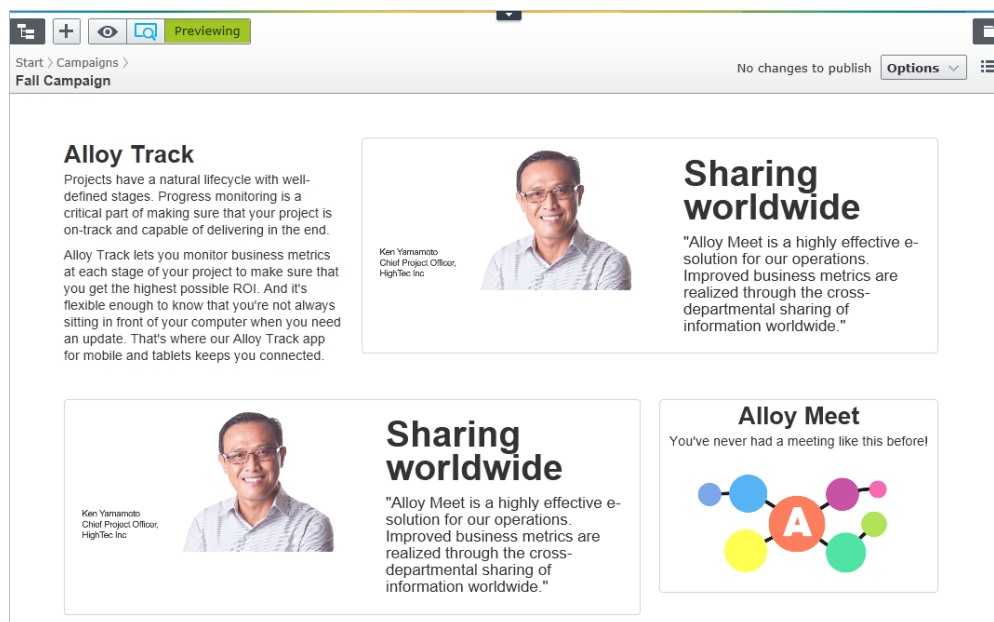 Previewing
Start > Campaigns >
Fall Campaign
No changes to publish
Options
Alloy Track
Projects have a natural lifecycle with well-
defined stages. Progress monitoring is a
critical part of making sure that your project is
on-track and capable of delivering in the end.
Alloy Track lets you monitor business metrics
at each stage of your project to make sure that
you get the highest possible ROI. And it's
flexible enough to know that you're not always
sitting in front of your computer when you need
an update. That's where our Alloy Track app
for mobile and tablets keeps you connected.
Ken Yamamoto
Chief Project Officer,
HighTec Inc
Sharing
worldwide
"Alloy Meet is a highly effective e-
solution for our operations.
Improved business metrics are
realized through the cross-
departmental sharing of
information worldwide."
Ken Yamamoto
Chief Project Officer,
HighTec Inc
Sharing
worldwide
"Alloy Meet is a highly effective e-
solution for our operations.
Improved business metrics are
realized through the cross-
departmental sharing of
information worldwide."
Alloy Meet
You've never had a meeting like this before!
A